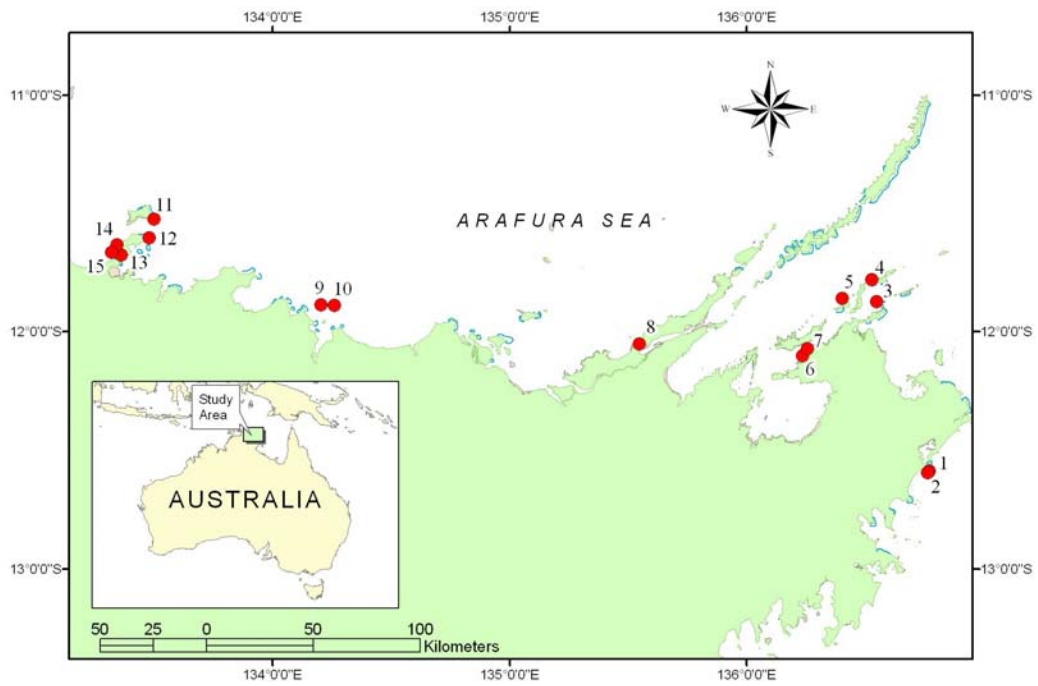 134°0'0"E 135°0'0"E 136°0'0"E
11°0'0"S 11°0'0"S
N
W E
S
ARAFURA SEA
11
12
14
13
15
9 10
5 4
3
8
7
6
12°0'0"S 12°0'0"S
Study
Area
AUSTRALIA
1
2
13°0'0"S 13°0'0"S
50 25 0 50 100
Kilometers
134°0'0"E 135°0'0"E 136°0'0"E